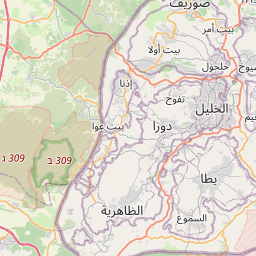 صوريف
بيت أمر
بيت أولا
حلحول
إذنا
تفوح
الخليل
بيت عوا
دورا
309 ב
309 ג
يطا
الظاهرية
السموع